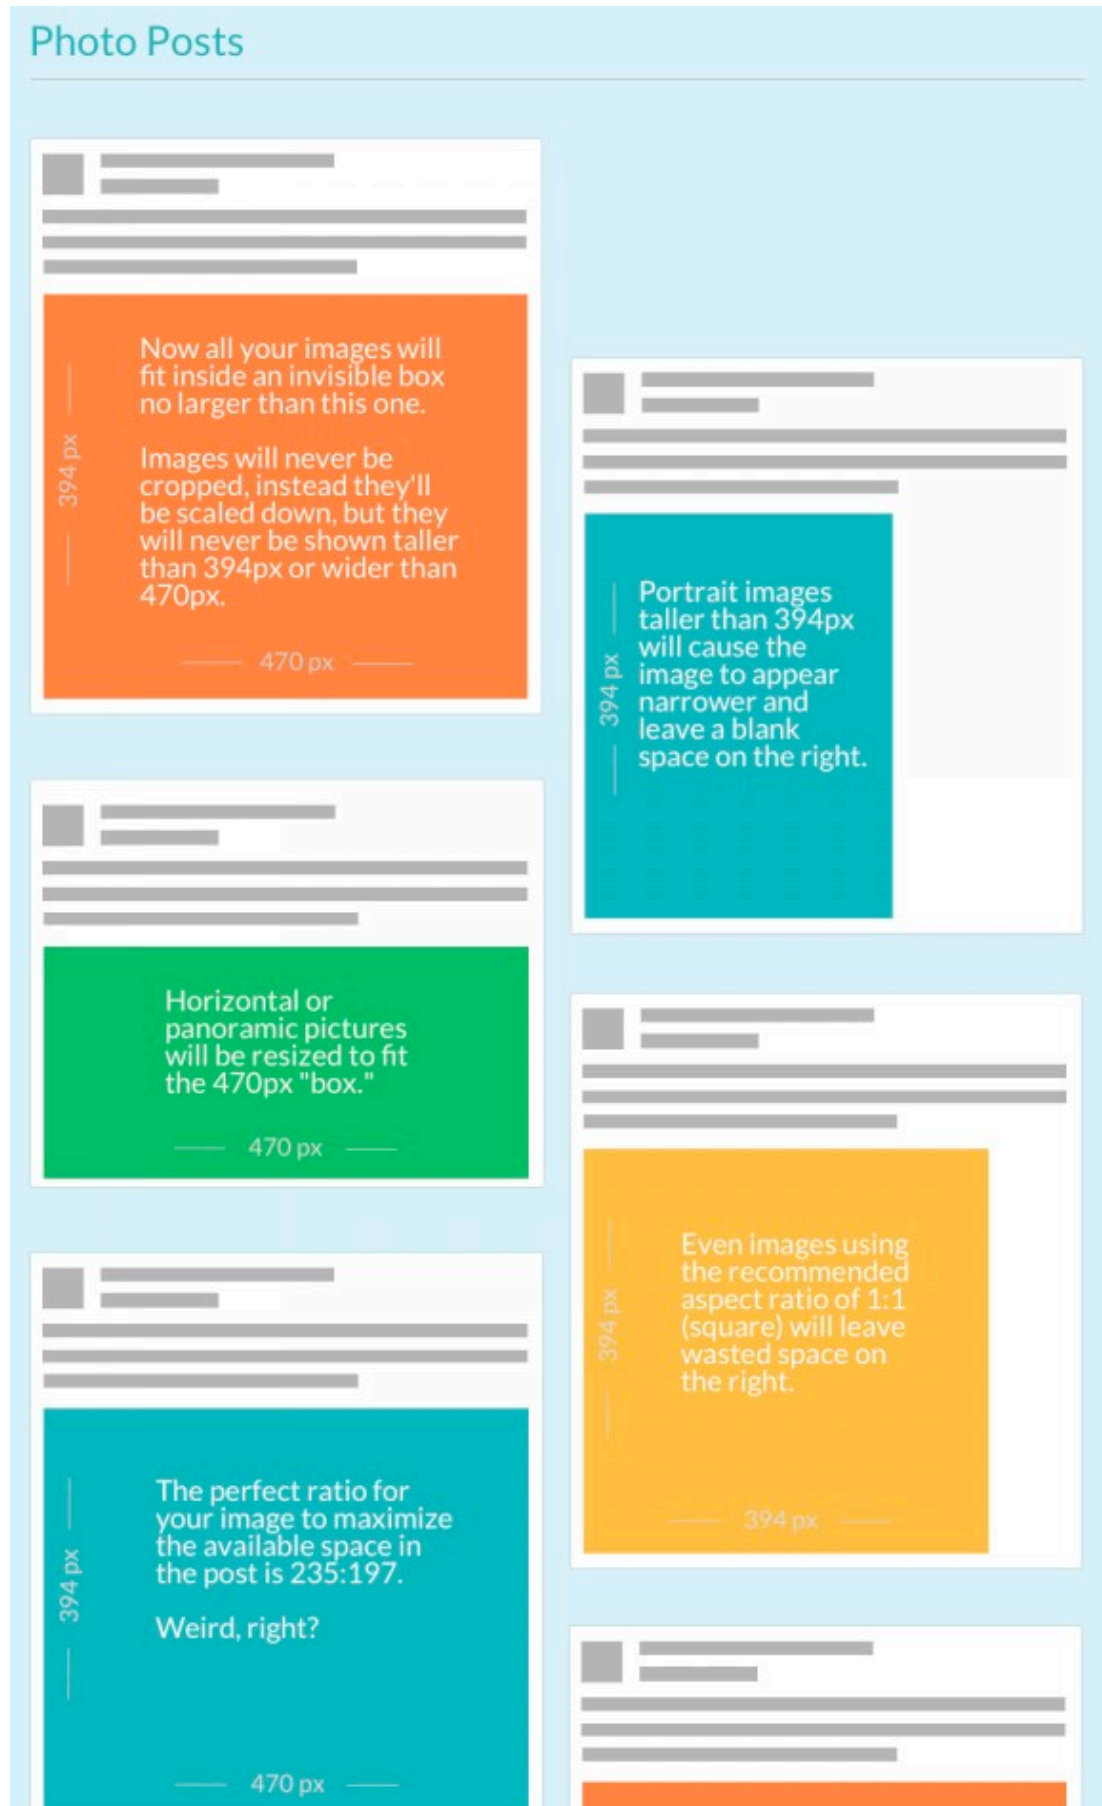 Photo Posts
Now all your images will
fit inside an invisible box
no larger than this one.
Images will never be
cropped, instead they'll
be scaled down, but they
will never be shown taller
than 394px or wider than
470px.
394 px
470 px
Portrait images
taller than 394px
will cause the
image to appear
narrower and
leave a blank
space on the right.
394 px
Horizontal or
panoramic pictures
will be resized to fit
the 470px "box."
470 px
Even images using
the recommended
aspect ratio of 1:1
(square) will leave
wasted space on
the right.
394 px
394 px
The perfect ratio for
your image to maximize
the available space in
the post is 235:197.
Weird, right?
394 px
470 px